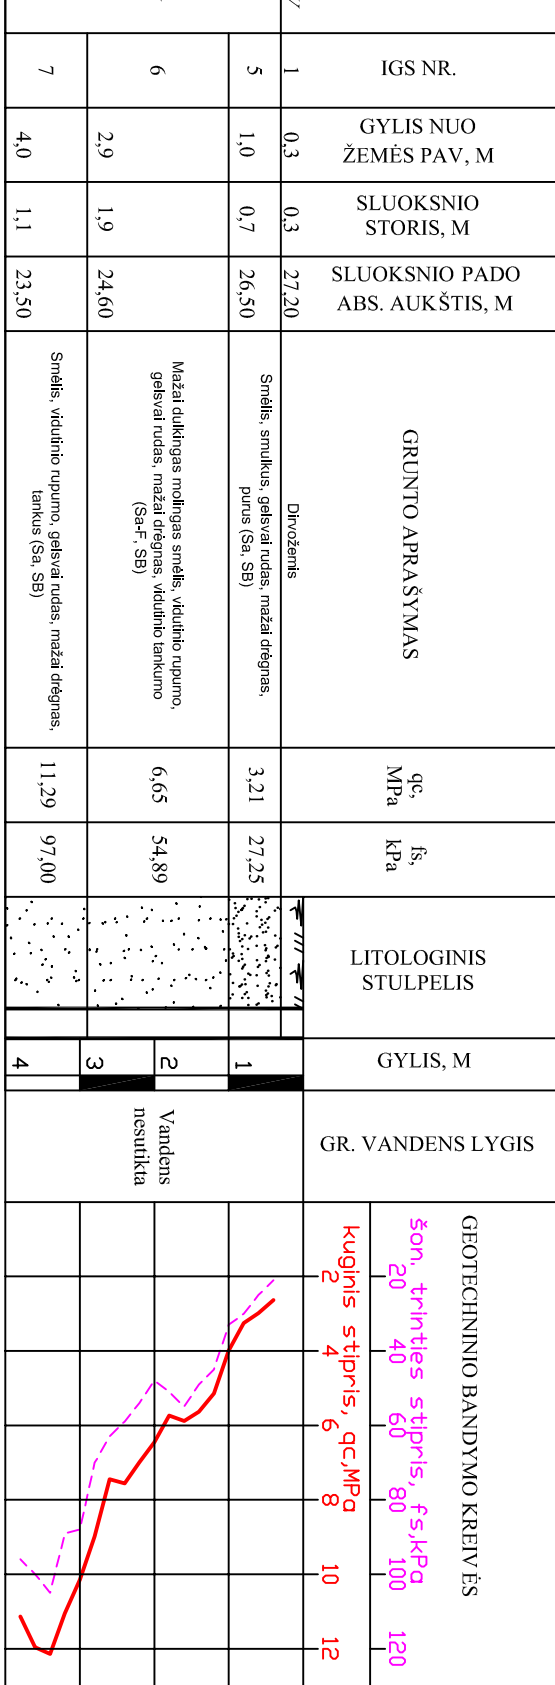 IGS NR.
GYLIS NUO
ŽEMĖS PAV, M
SLUOKSNIO
STORIS, M
SLUOKSNIO PADO
ABS. AUKŠTIS, M
GRUNTO APRAŠYMAS
qc,
MPa
fs,
kPa
LITOLOGINIS
STULPELIS
GYLIS, M
GR. VANDENS LYGIS
GEOTECHNINIO BANDYMO KREIVĖS
šon. trinties stipris, fs,kPa
20 40 60 80 100 120
kuginis stipris, qc,MPa
2 4 6 8 10 12
1
0,3
0,3
27,20
Dirvožemis
5
1,0
0,7
26,50
Smėlis, smulkus, gelsvai rudas, mažai drėgnas,
purus (Sa, SB)
3,21
27,25
6
2,9
1,9
24,60
Mažai dulkingas molingas smėlis, vidutinio rupumo,
gelsvai rudas, mažai drėgnas, vidutinio tankumo
(Sa-F, SB)
6,65
54,89
7
4,0
1,1
23,50
Smėlis, vidutinio rupumo, gelsvai rudas, mažai drėgnas,
tankus (Sa, SB)
11,29
97,00
1
2
3
4
Vandens
nesutikta